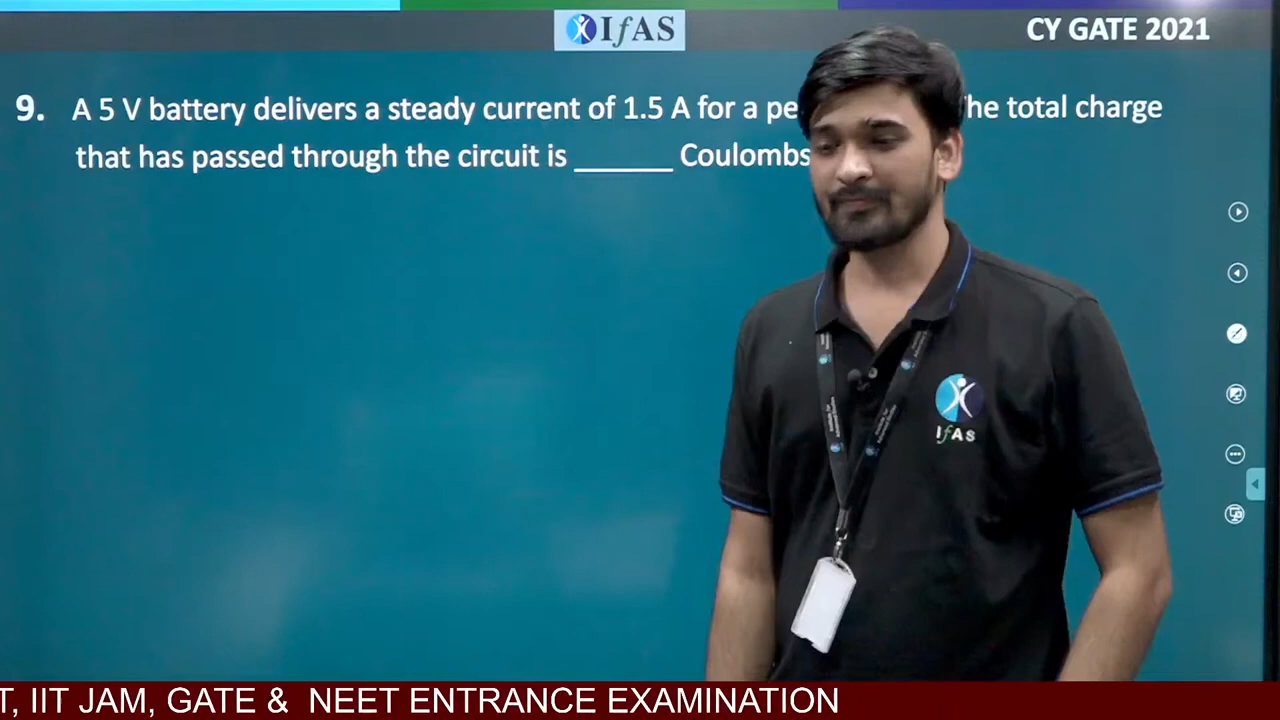 IfAS
CY GATE 2021
9. A 5 V battery delivers a steady current of 1.5 A for a pe he total charge
that has passed through the circuit is ______ Coulombs
IfAS
T, IIT JAM, GATE & NEET ENTRANCE EXAMINATION